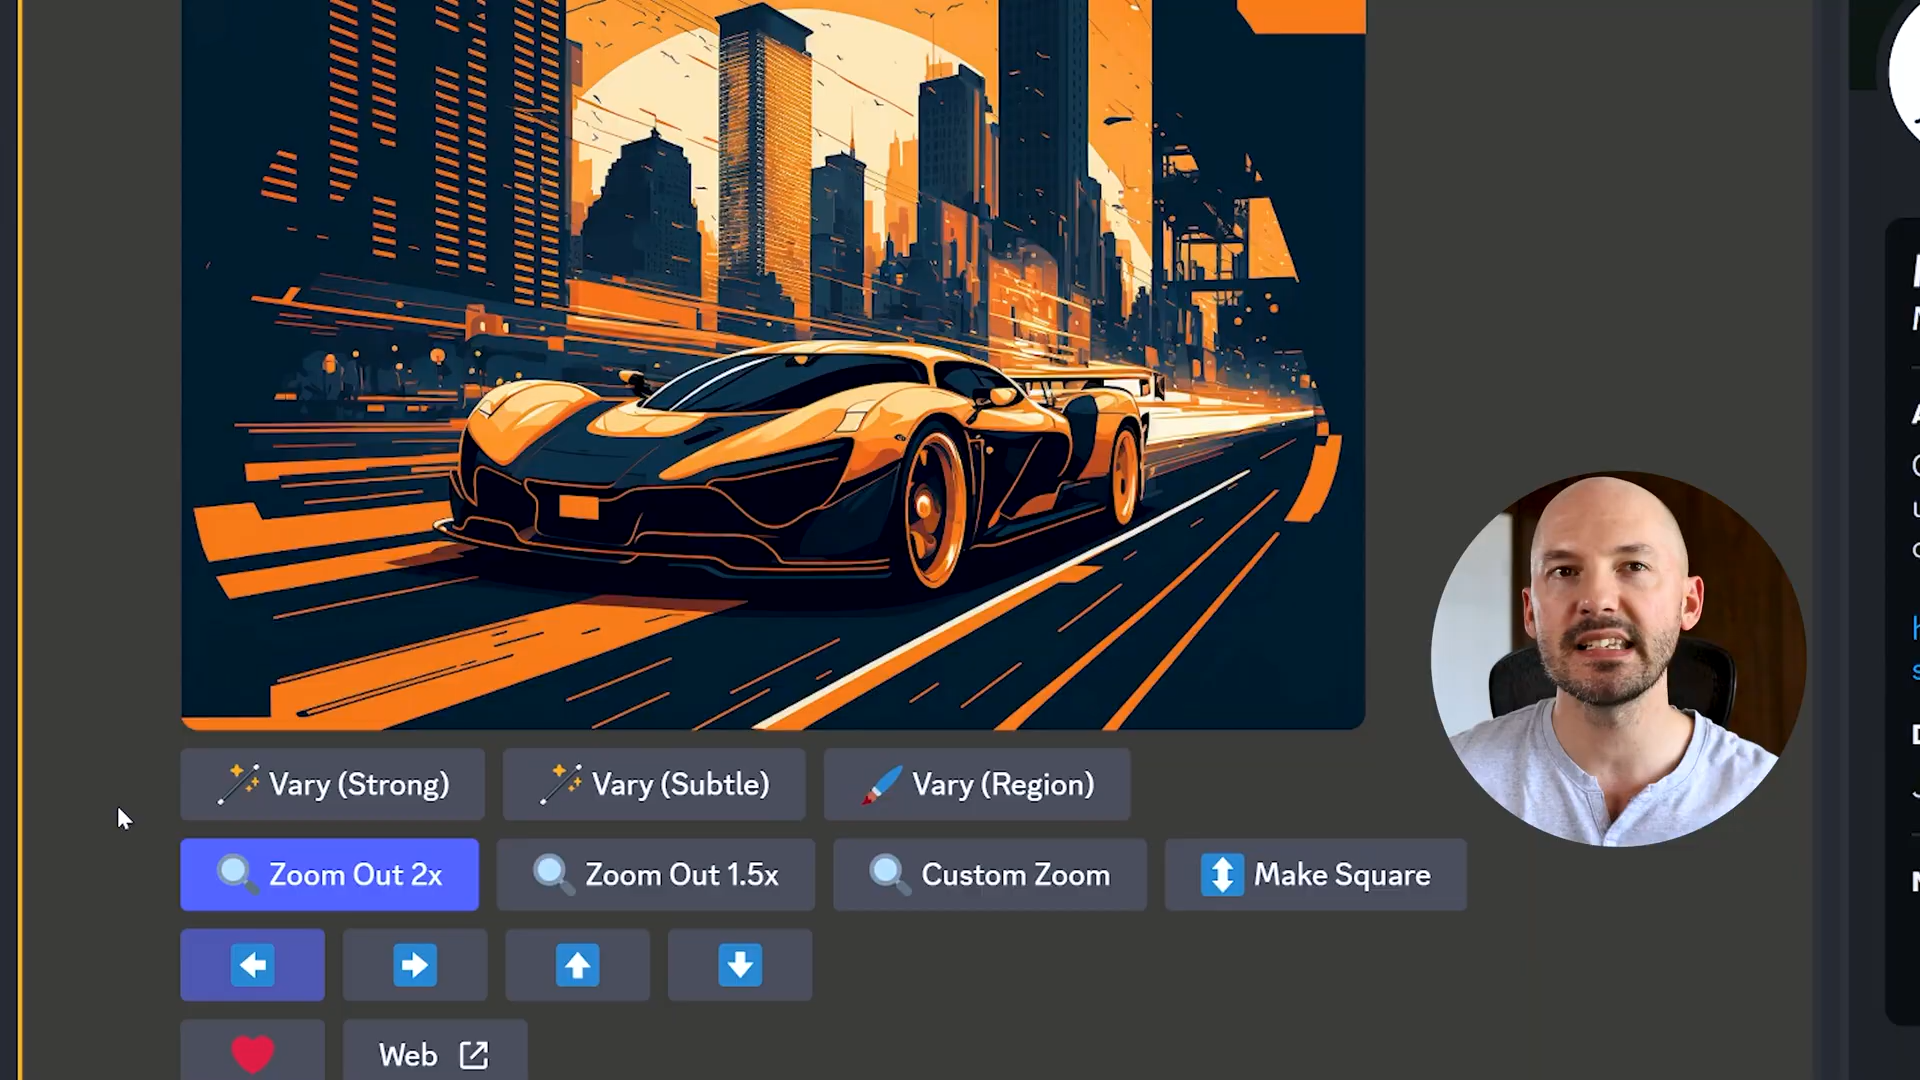 Vary (Strong)
Vary (Subtle)
Vary (Region)
Zoom Out 2x
Zoom Out 1.5x
Custom Zoom
Make Square
Web